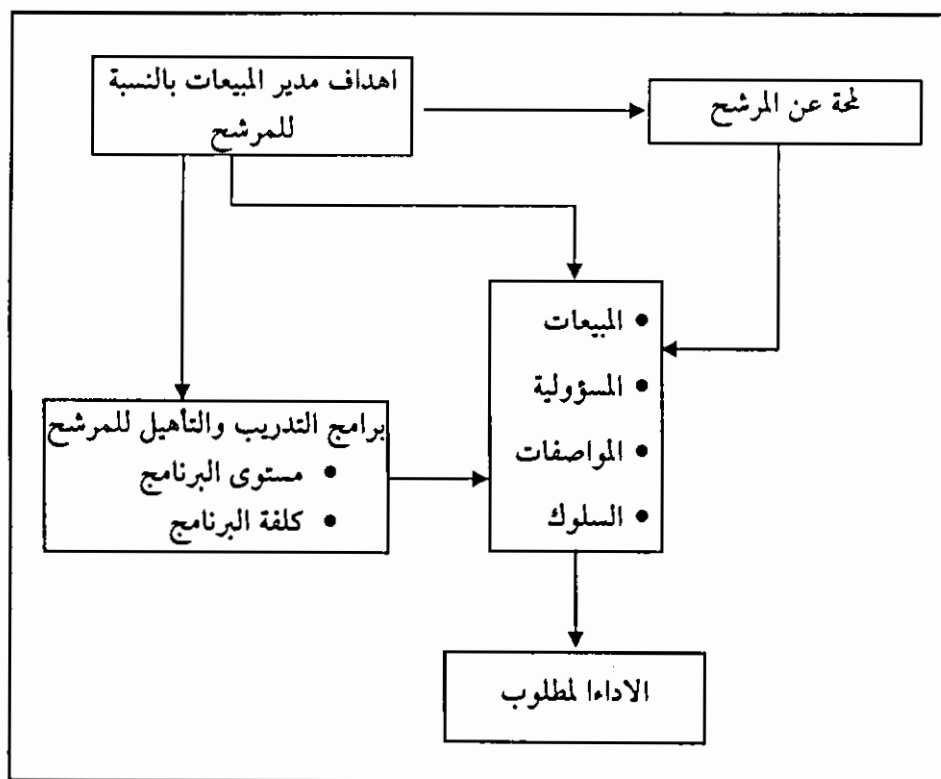 اهداف مدير المبيعات بالنسبة
للمرشح
لمحة عن المرشح
• المبيعات
• المسؤولية
• المواصفات
• السلوك
برامج التدريب والتأهيل للمرشح
• مستوى البرنامج
• كلفة البرنامج
الاداءا لمطلوب